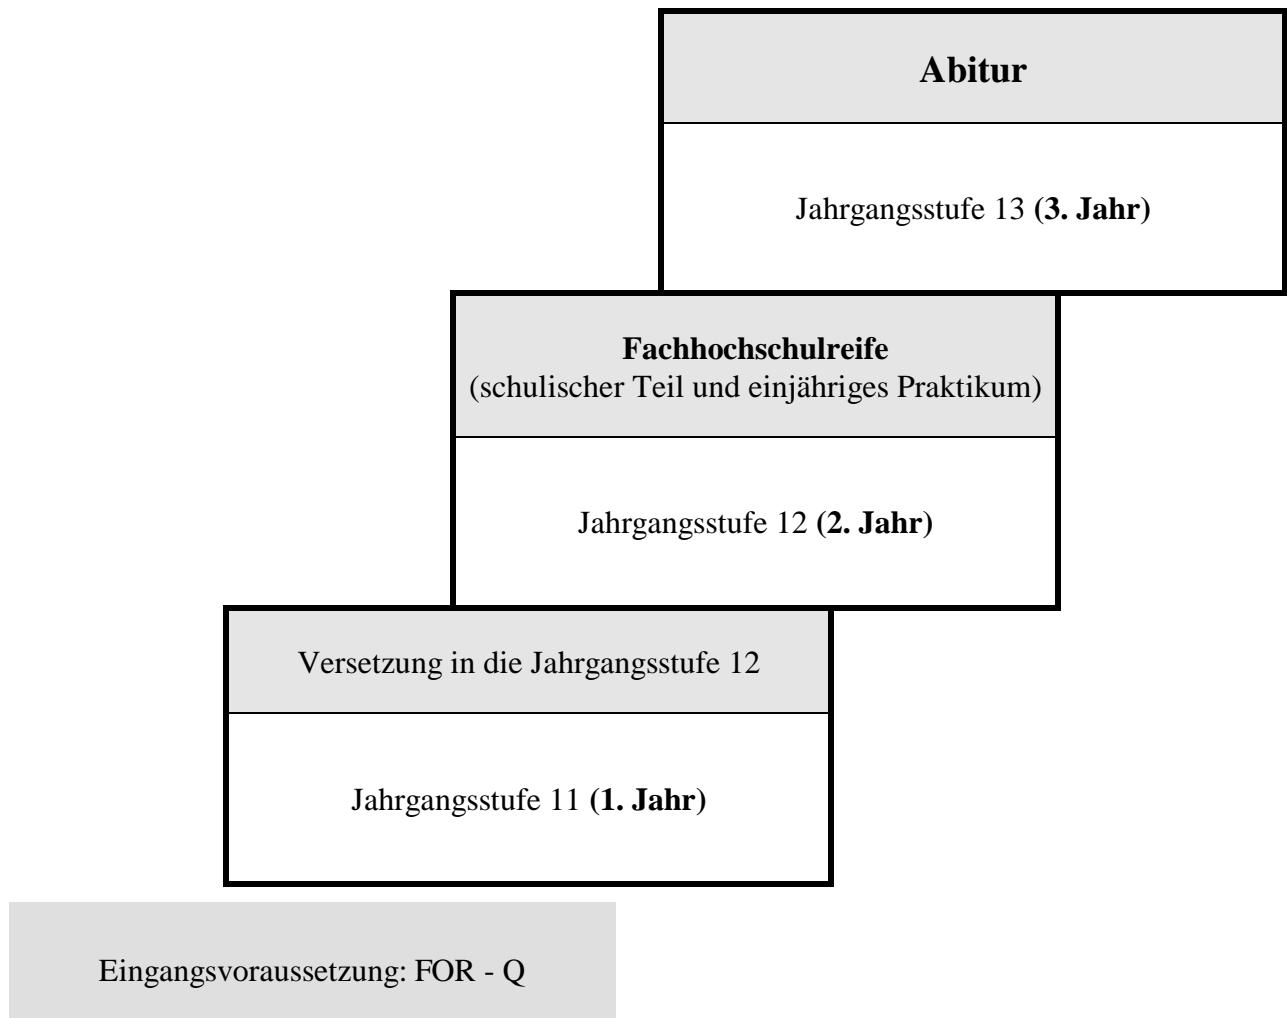 Abitur
Jahrgangsstufe 13 (3. Jahr)
Fachhochschulreife
(schulischer Teil und einjähriges Praktikum)
Jahrgangsstufe 12 (2. Jahr)
Versetzung in die Jahrgangsstufe 12
Jahrgangsstufe 11 (1. Jahr)
Eingangsvoraussetzung: FOR - Q